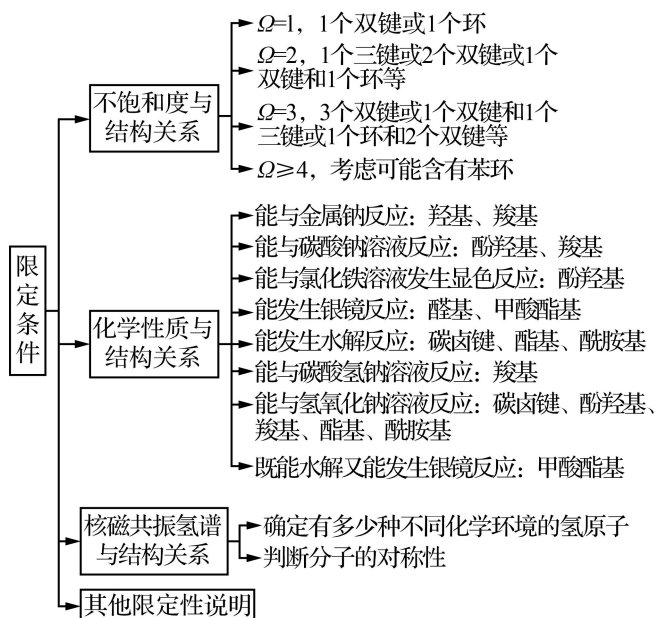 限定条件
不饱和度与
结构关系
Ω=1，1个双键或1个环
Ω=2，1个三键或2个双键或1个
双键和1个环等
Ω=3，3个双键或1个双键和1个
三键或1个环和2个双键等
Ω≥4，考虑可能含有苯环
化学性质与
结构关系
能与金属钠反应：羟基、羧基
能与碳酸钠溶液反应：酚羟基、羧基
能与氯化铁溶液发生显色反应：酚羟基
能发生银镜反应：醛基、甲酸酯基
能发生水解反应：碳卤键、酯基、酰胺基
能与碳酸氢钠溶液反应：羧基
能与氢氧化钠溶液反应：碳卤键、酚羟基、
羧基、酯基、酰胺基
既能水解又能发生银镜反应：甲酸酯基
核磁共振氢谱
与结构关系
确定有多少种不同化学环境的氢原子
判断分子的对称性
其他限定性说明